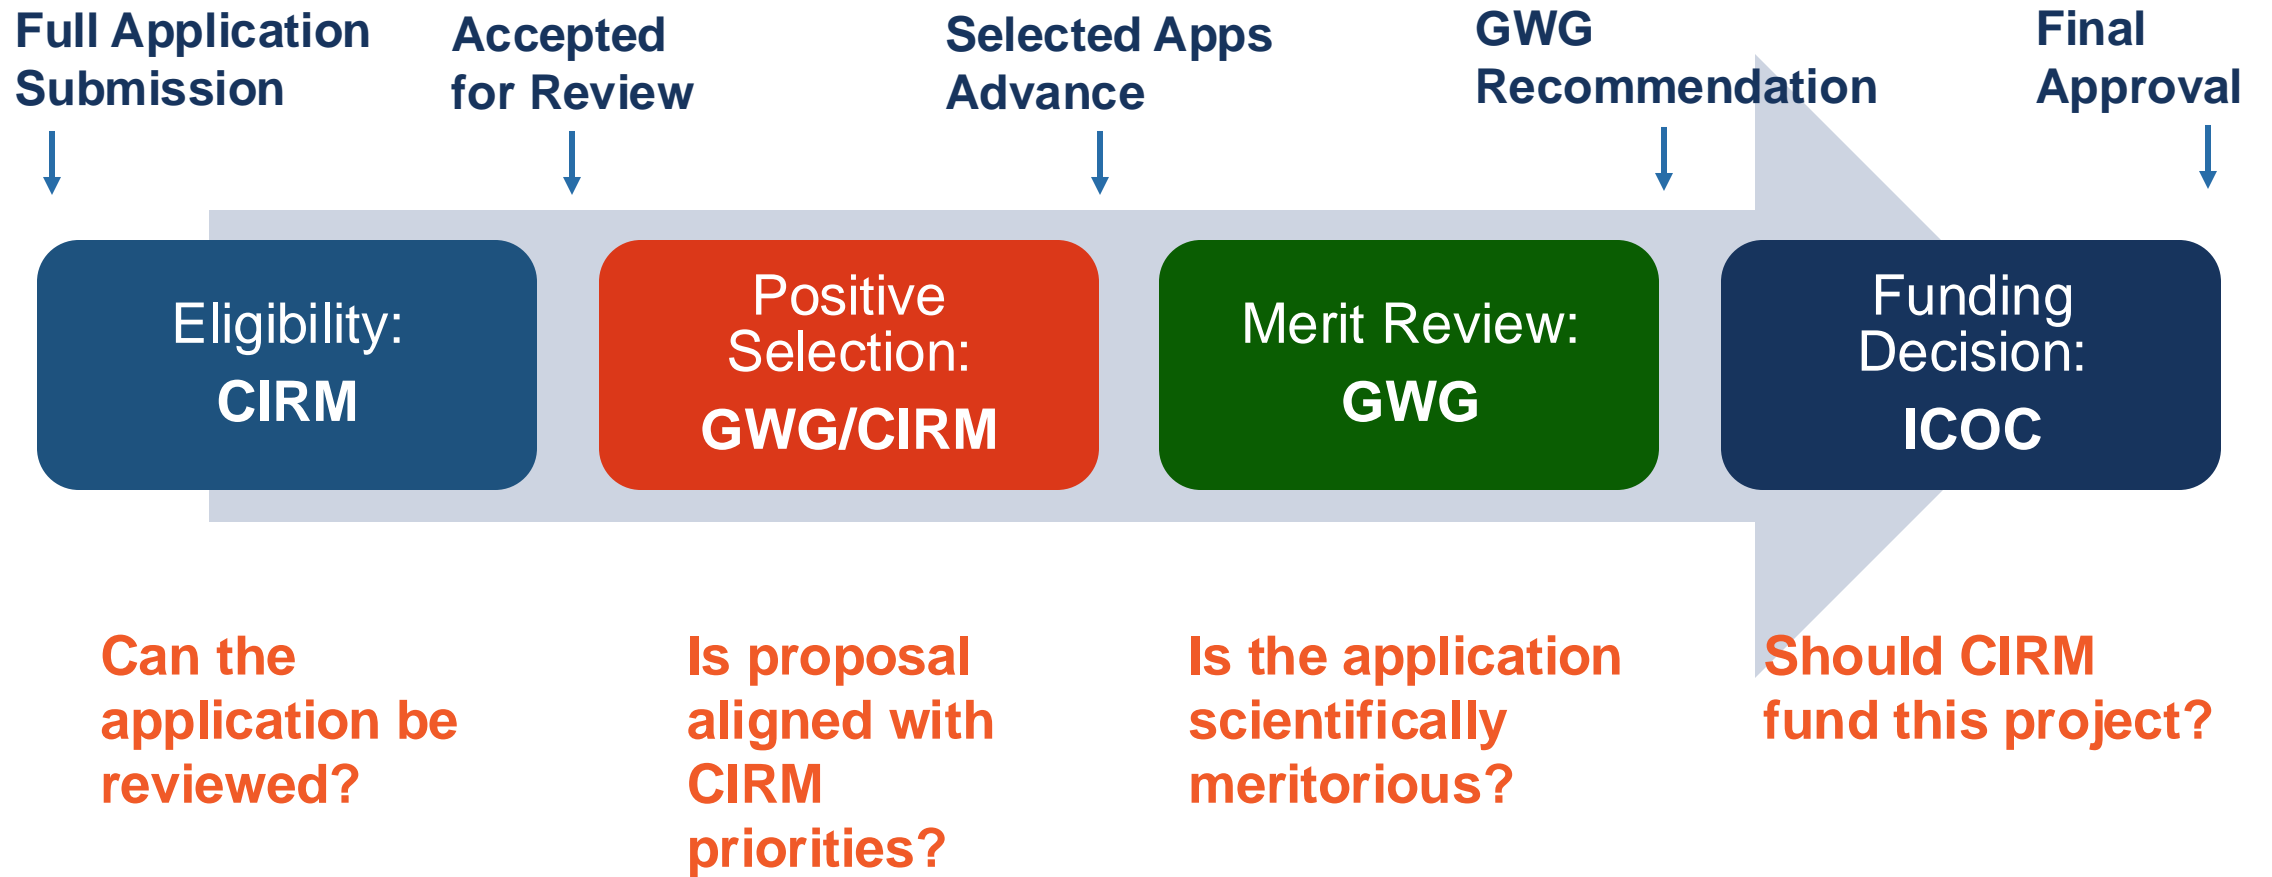 Full Application
Submission
Accepted
for Review
Selected Apps
Advance
GWG
Recommendation
Final
Approval
Eligibility:
CIRM
Positive
Selection:
GWG/CIRM
Merit Review:
GWG
Funding
Decision:
ICOC
Can the
application be
reviewed?
Is proposal
aligned with
CIRM
priorities?
Is the application
scientifically
meritorious?
Should CIRM
fund this project?